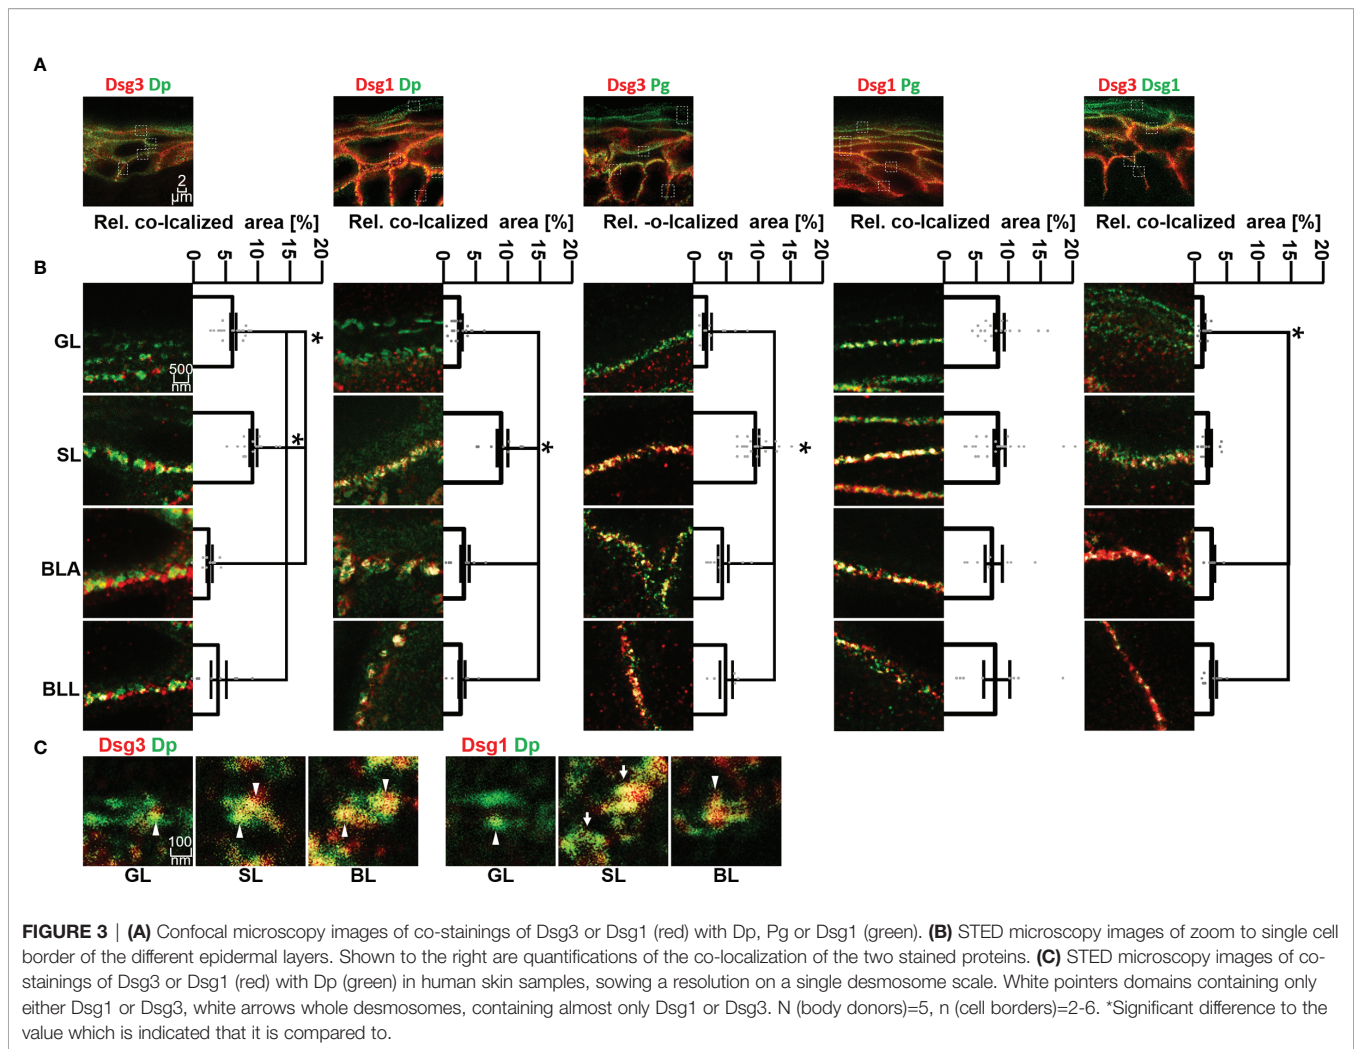 A
Dsg3 Dp
Dsg1 Dp
Dsg3 Pg
Dsg1 Pg
Dsg3 Dsg1
2
µm
Rel. co-lcalized area [%]
Rel. co-lcalized area [%]
Rel. -o-lcalized area [%]
Rel. co-lcalized area [%]
Rel. co-lcalized area [%]
0 5 10 15 20
0 5 10 15 20
0 5 10 15 20
0 5 10 15 20
0 5 10 15 20
B
GL
500
nm
*
*
SL
*
*
*
BLA
BLL
C
Dsg3 Dp
Dsg1 Dp
100
nm
GL SL BL
GL SL BL
FIGURE 3 | (A) Confocal microscopy images of co-stainings of Dsg3 or Dsg1 (red) with Dp, Pg or Dsg1 (green). (B) STED microscopy images of zoom to single cell
border of the different epidermal layers. Shown to the right are quantifications of the co-localization of the two stained proteins. (C) STED microscopy images of co-
stainings of Dsg3 or Dsg1 (red) with Dp (green) in human skin samples, sowing a resolution on a single desmosome scale. White pointers domains containing only
either Dsg1 or Dsg3, white arrows whole desmosomes, containing almost only Dsg1 or Dsg3. N (body donors)=5, n (cell borders)=2-6. *Significant difference to the
value which is indicated that it is compared to.